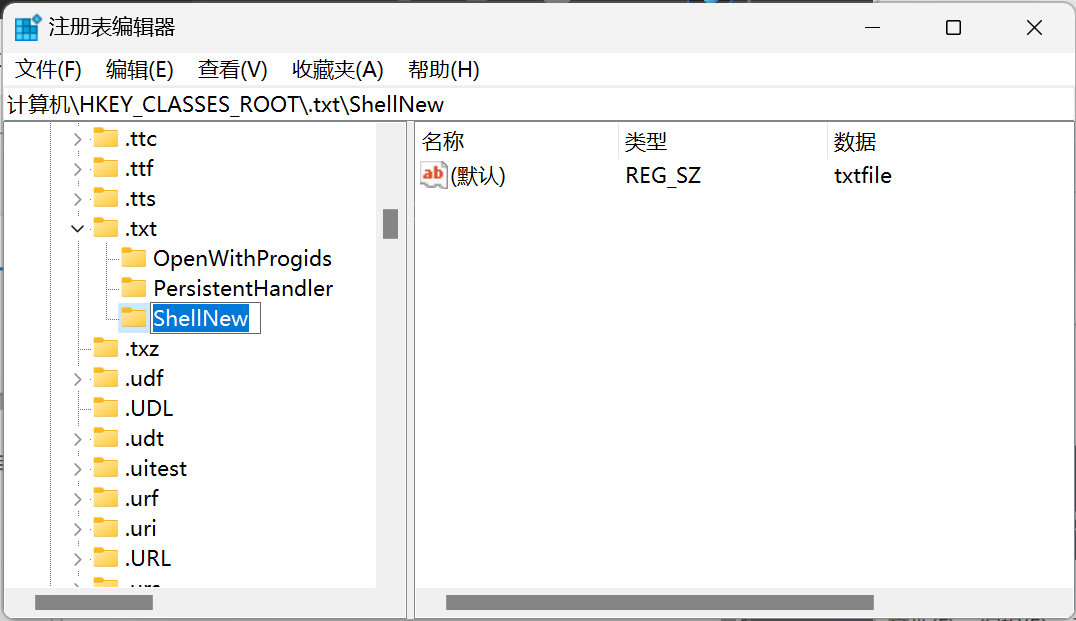 注册表编辑器
文件(F) 编辑(E) 查看(V) 收藏夹(A) 帮助(H)
计算机\HKEY_CLASSES_ROOT\.txt\ShellNew
.ttc
.ttf
.tts
.txt
OpenWithProgids
PersistentHandler
ShellNew
.txz
.udf
.UDL
.udt
.uitest
.urf
.uri
.URL
名称 类型 数据
ab (默认) REG_SZ txtfile